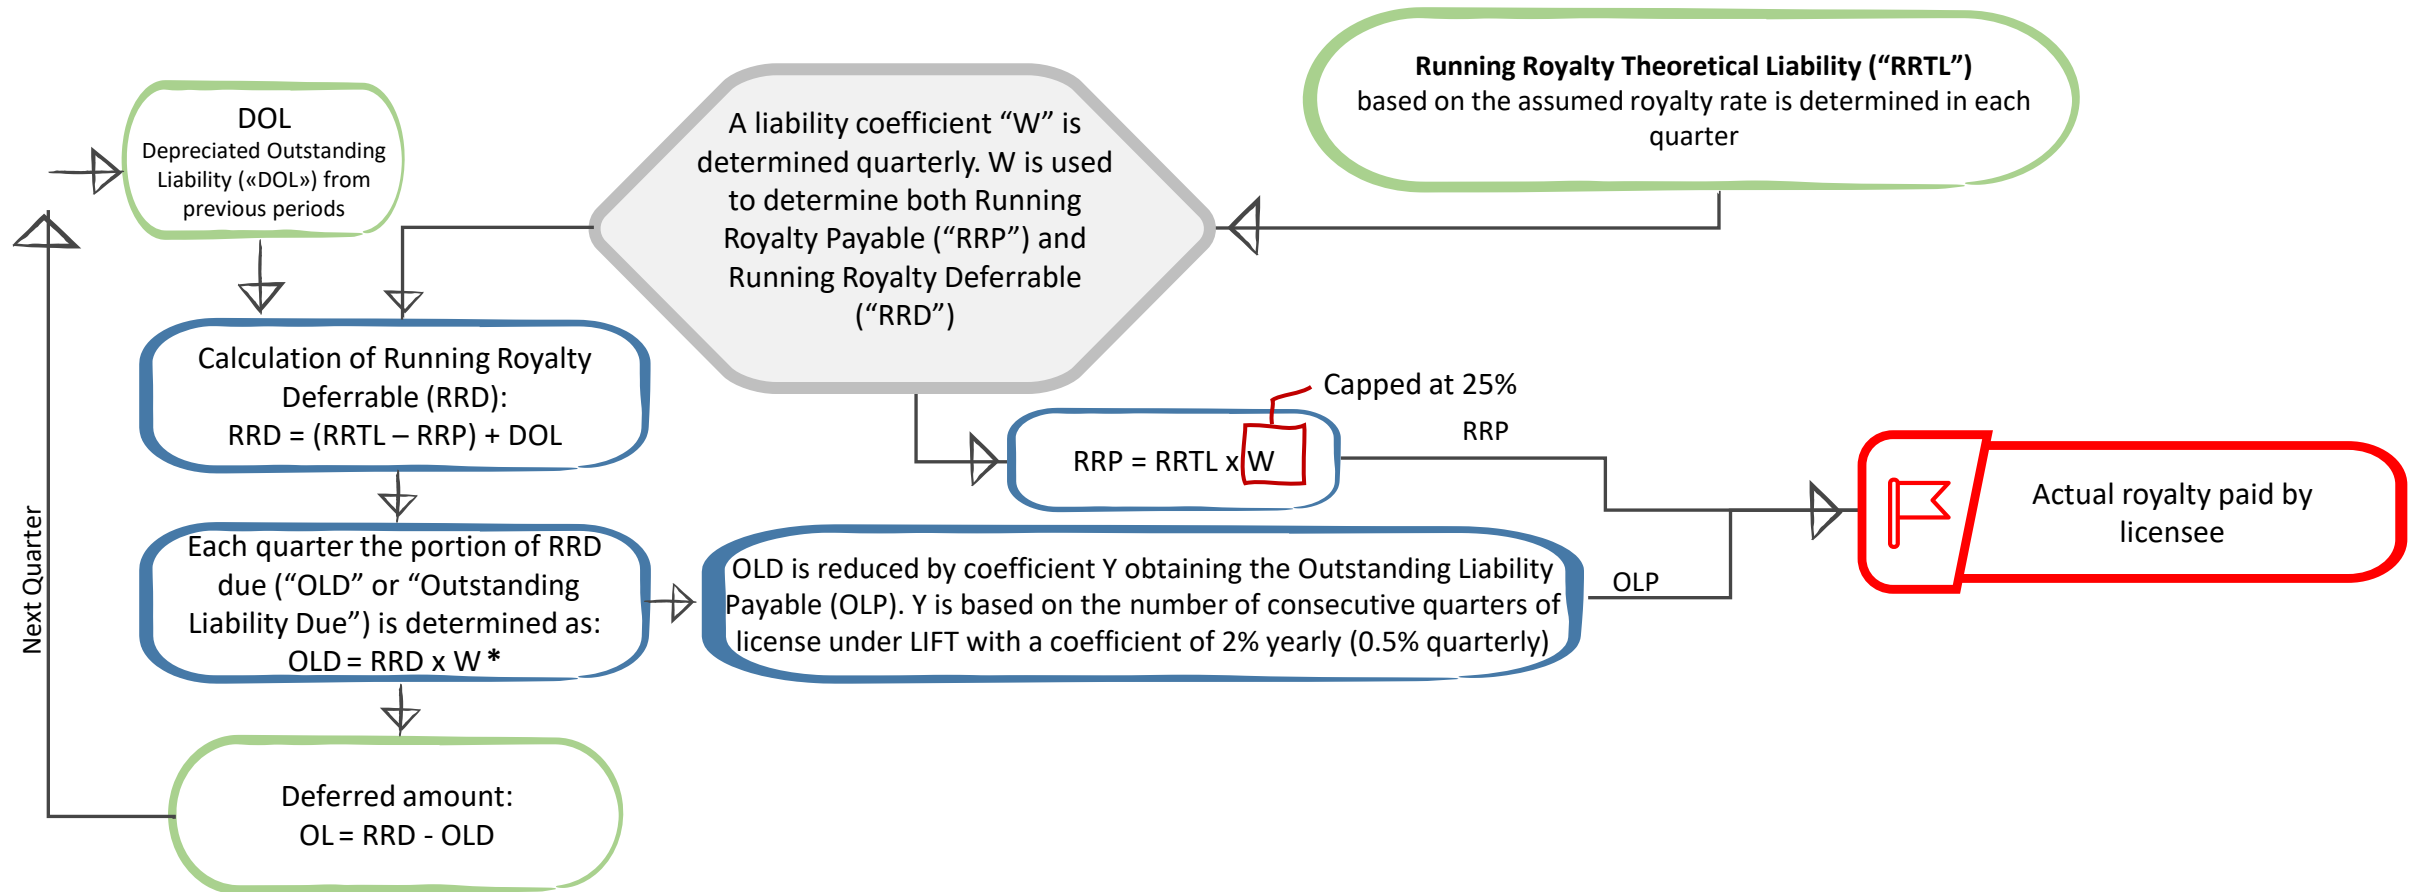 Running Royalty Theoretical Liability (“RRTL”)
based on the assumed royalty rate is determined in each
quarter
DOL
Depreciated Outstanding
Liability («DOL») from
previous periods
A liability coefficient “W” is
determined quarterly. W is used
to determine both Running
Royalty Payable (“RRP”) and
Running Royalty Deferrable
(“RRD”)
Calculation of Running Royalty
Deferrable (RRD):
RRD = (RRTL – RRP) + DOL
Capped at 25%
RRP = RRTL x W
RRP
Actual royalty paid by
licensee
Each quarter the portion of RRD
due (“OLD” or “Outstanding
Liability Due”) is determined as:
OLD = RRD x W *
OLD is reduced by coefficient Y obtaining the Outstanding Liability
Payable (OLP). Y is based on the number of consecutive quarters of
license under LIFT with a coefficient of 2% yearly (0.5% quarterly)
OLP
Next Quarter
Deferred amount:
OL = RRD - OLD